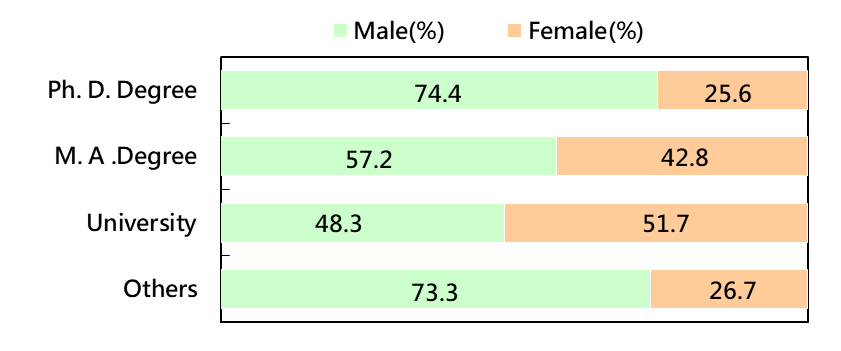 Male(%) Female(%)
Ph. D. Degree 74.4 25.6
M. A .Degree 57.2 42.8
University 48.3 51.7
Others 73.3 26.7